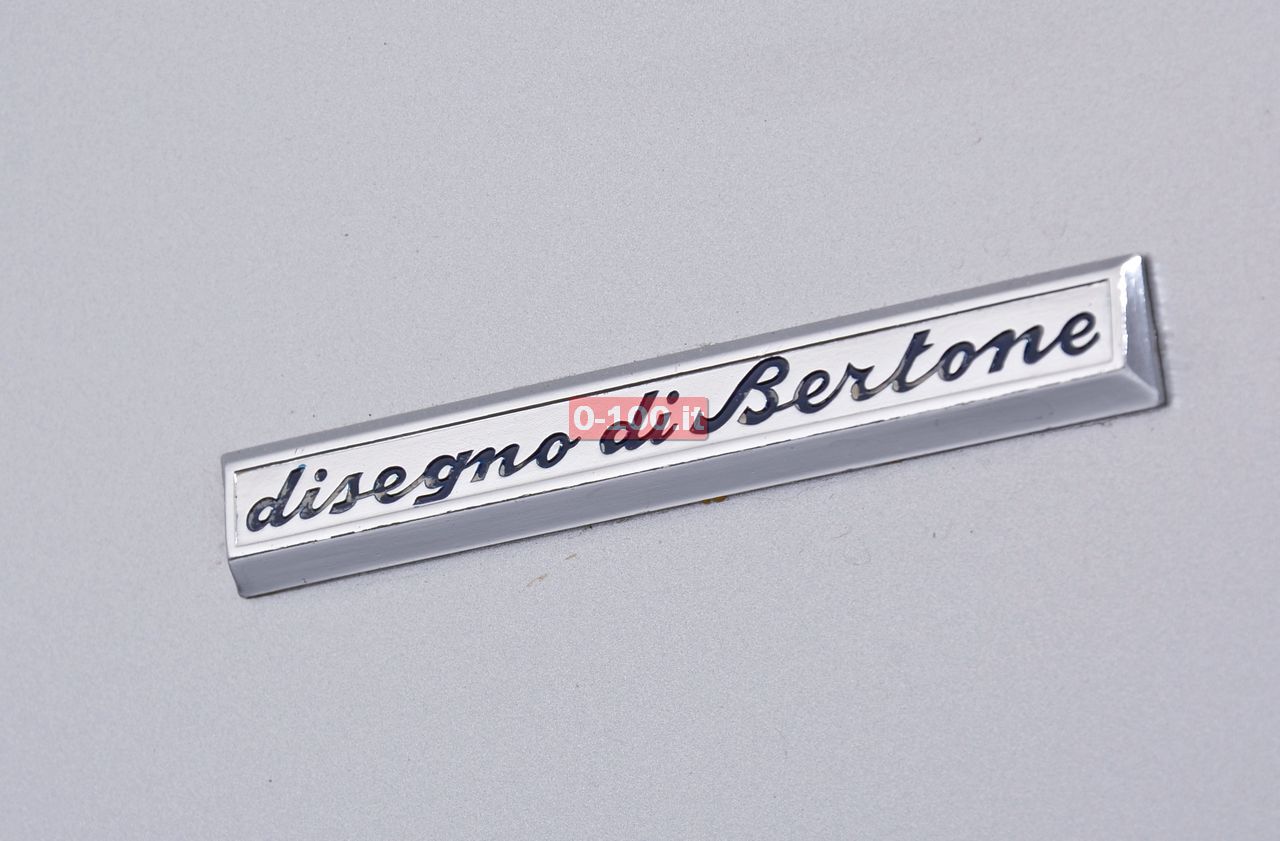 disegno di Bertone
0-100.it